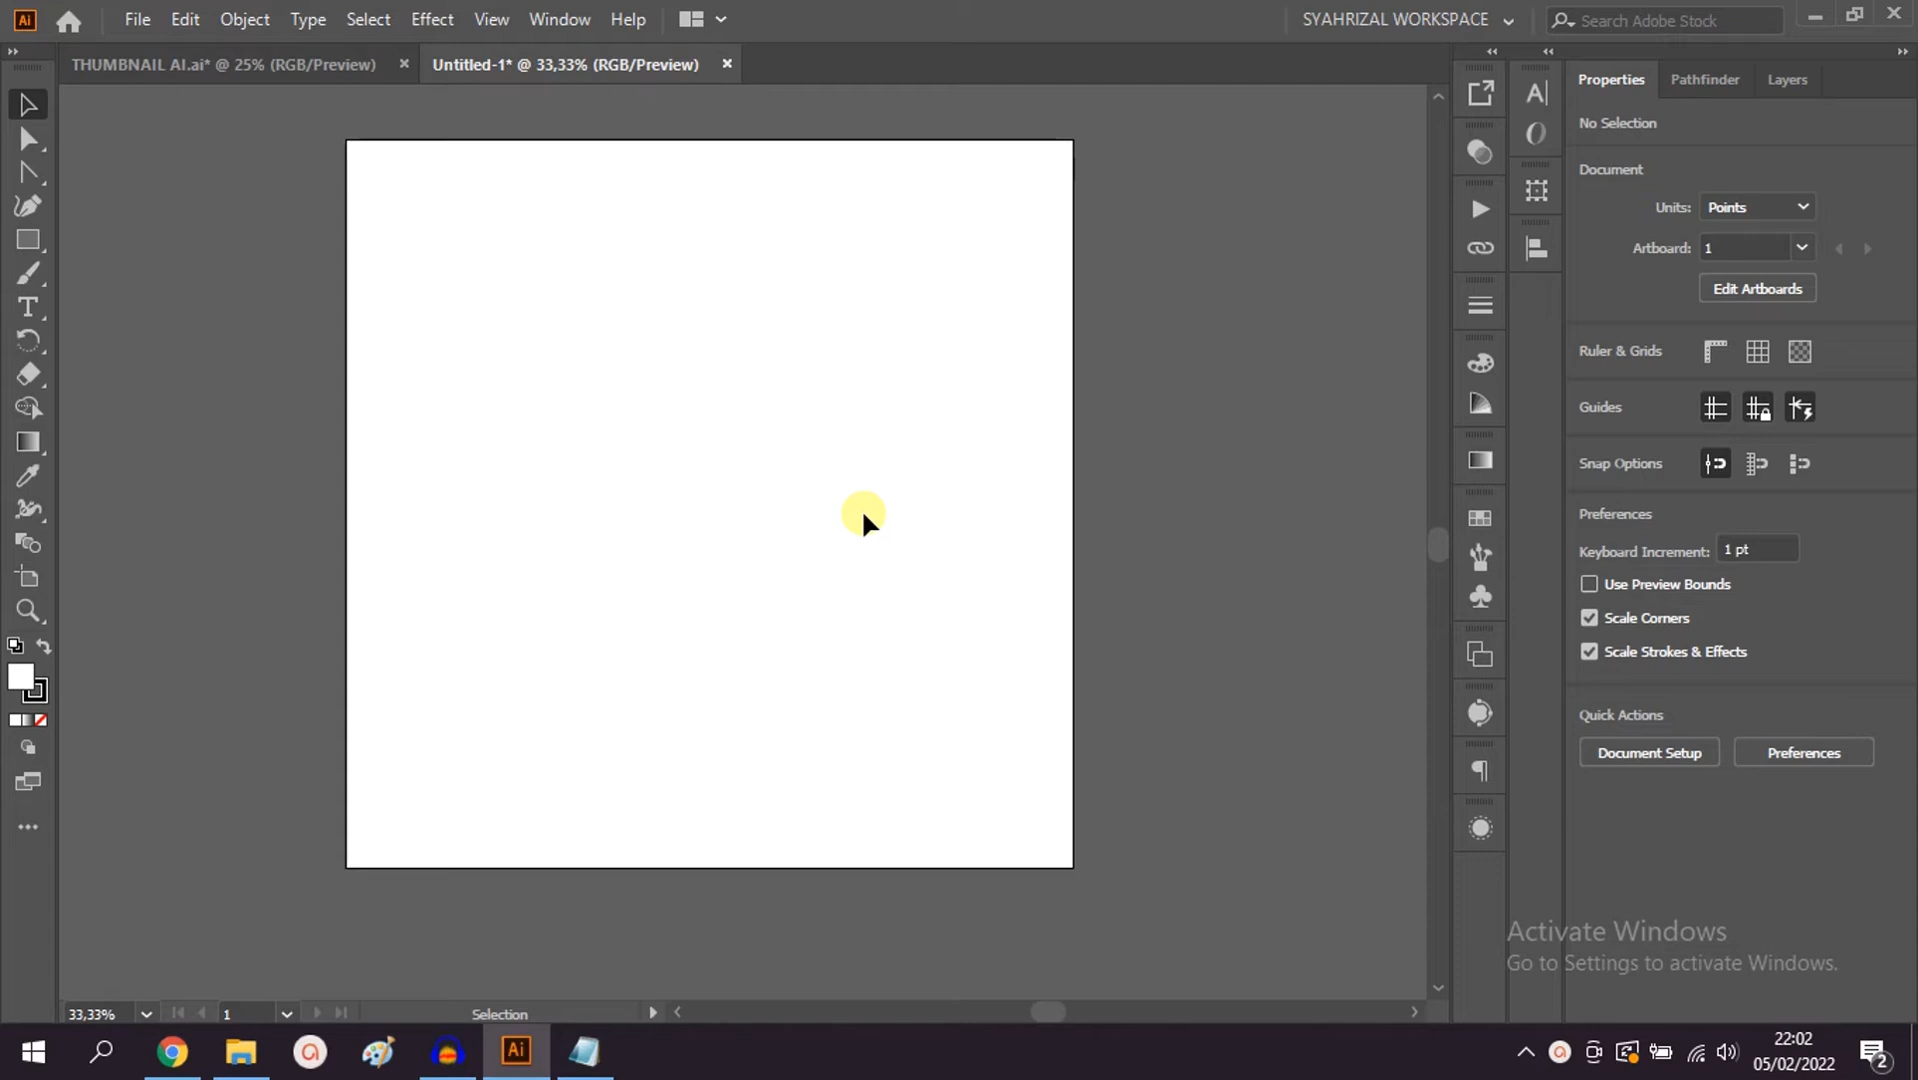 Ai File Edit Object Type Select Effect View Window Help SYAHRIZAL WORKSPACE Search Adobe Stock
THUMBNAIL AI.ai* @ 25% (RGB/Preview) Untitled-1* @ 33,33% (RGB/Preview)
Properties Pathfinder Layers
No Selection
Document
Units: Points
Artboard: 1
Edit Artboards
Ruler & Grids
Guides
Snap Options
Preferences
Keyboard Increment: 1 pt
Use Preview Bounds
Scale Corners
Scale Strokes & Effects
Quick Actions
Document Setup Preferences
Activate Windows
Go to Settings to activate Windows.
33,33% 1 Selection
Ai
22:02
05/02/2022
2